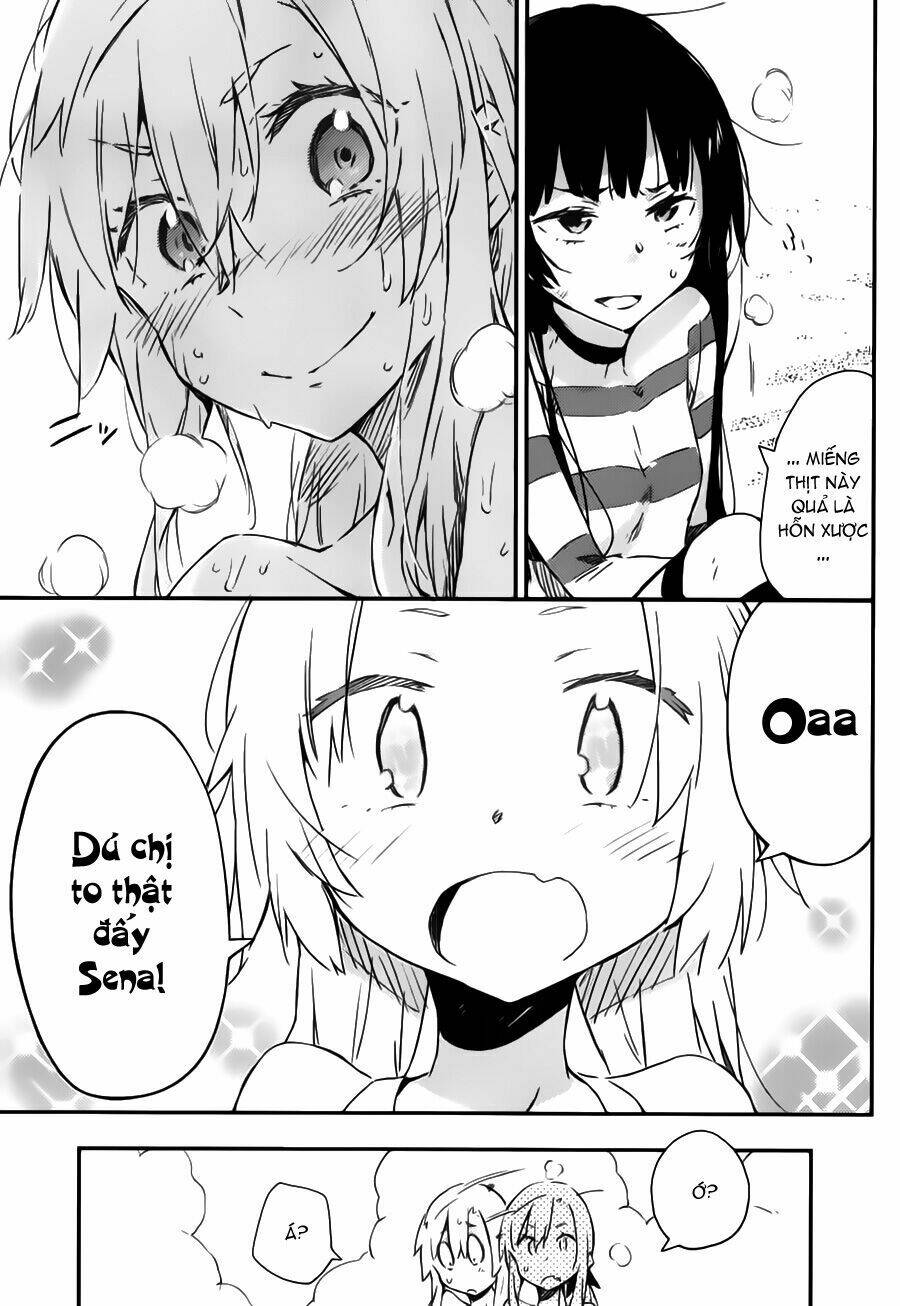 ... MIẾNG
THỊT NÀY
QUẢ LÀ
HỖN XƯỢC
...
Oaa
Dú chị
to thật
đấy
Sena!
Ớ?
Á?